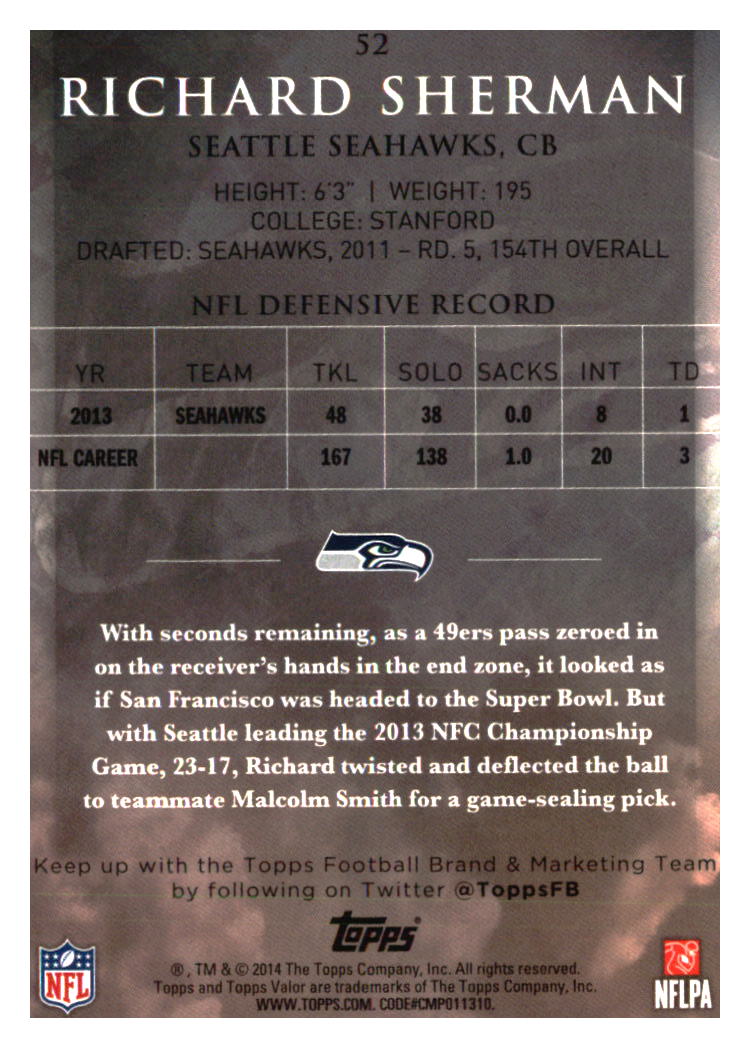 52
RICHARD SHERMAN
SEATTLE SEAHAWKS, CB
HEIGHT: 6'3" | WEIGHT: 195
COLLEGE: STANFORD
DRAFTED: SEAHAWKS, 2011 – RD. 5, 154TH OVERALL
NFL DEFENSIVE RECORD
YR TEAM TKL SOLO SACKS INT TD
2013 SEAHAWKS 48 38 0.0 8 1
NFL CAREER 167 138 1.0 20 3
With seconds remaining, as a 49ers pass zeroed in
on the receiver's hands in the end zone, it looked as
if San Francisco was headed to the Super Bowl. But
with Seattle leading the 2013 NFC Championship
Game, 23-17, Richard twisted and deflected the ball
to teammate Malcolm Smith for a game-sealing pick.
Keep up with the Topps Football Brand & Marketing Team
by following on Twitter @ToppsFB
Topps®
NFL
®, TM & © 2014 The Topps Company, Inc. All rights reserved.
Topps and Topps Valor are trademarks of The Topps Company, Inc.
WWW.TOPPS.COM. CODE#CMP011310.
NFLPA